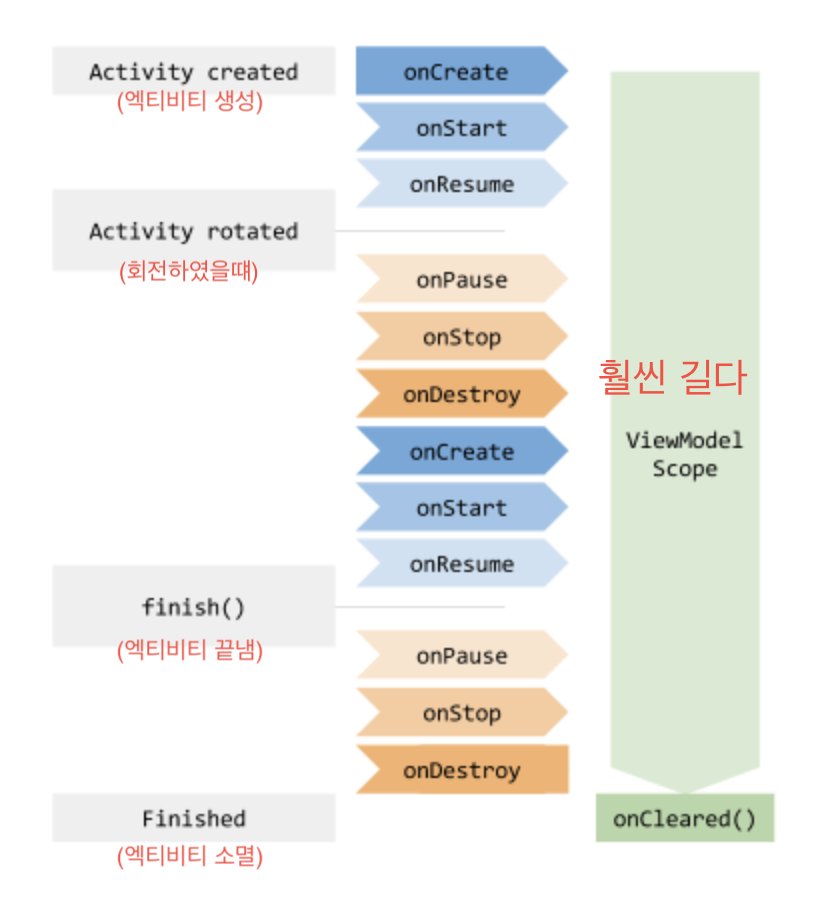 Activity created
(엑티비티 생성)
onCreate
onStart
onResume
Activity rotated
(회전하였을떄)
onPause
onStop
onDestroy
onCreate
onStart
onResume
훨씬 길다
ViewModel
Scope
finish()
(엑티비티 끝냄)
onPause
onStop
onDestroy
Finished
(엑티비티 소멸)
onCleared()